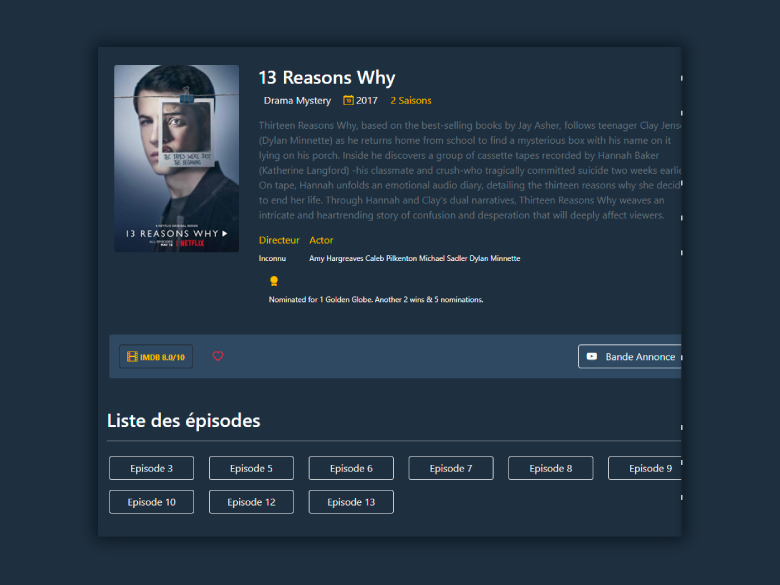 13 Reasons Why
Drama Mystery 2017 2 Saisons
Thirteen Reasons Why, based on the best-selling books by Jay Asher, follows teenager Clay Jense
(Dylan Minnette) as he returns home from school to find a mysterious box with his name on it
lying on his porch. Inside he discovers a group of cassette tapes recorded by Hannah Baker
(Katherine Langford) -his classmate and crush-who tragically committed suicide two weeks earlie
On tape, Hannah unfolds an emotional audio diary, detailing the thirteen reasons why she decid
to end her life. Through Hannah and Clay's dual narratives, Thirteen Reasons Why weaves an
intricate and heartrending story of confusion and desperation that will deeply affect viewers.
THE TAPES WERE JUST
THE BEGINNING
A NETFLIX ORIGINAL SERIES
13 REASONS WHY
ALL EPISODES
MAY 18 NETFLIX
Directeur Actor
Inconnu Amy Hargreaves Caleb Pilkenton Michael Sadler Dylan Minnette
Nominated for 1 Golden Globe. Another 2 wins & 5 nominations.
IMDB 8.0/10
Bande Annonce
Liste des épisodes
Episode 3 Episode 5 Episode 6 Episode 7 Episode 8 Episode 9
Episode 10 Episode 12 Episode 13